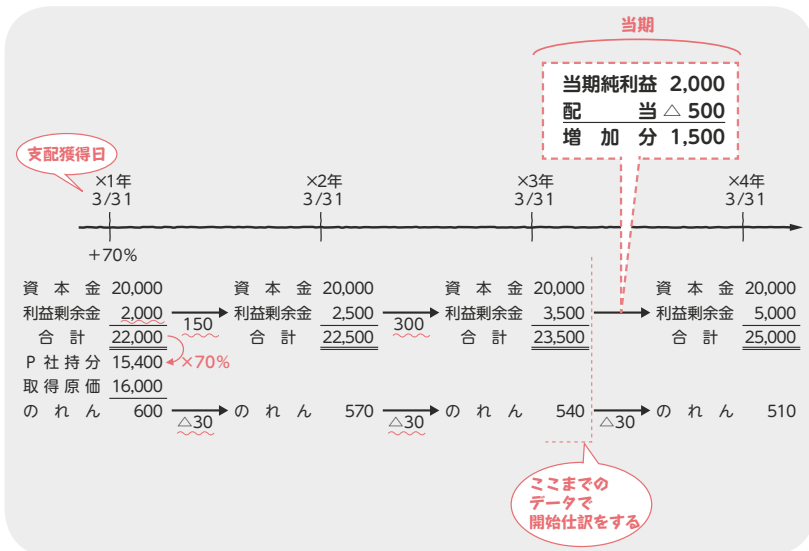 当期
当期純利益 2,000
配当 △ 500
増加分 1,500
支配獲得日
×1年 ×2年 ×3年 ×4年
3/31 3/31 3/31 3/31
+70%
資本金 20,000 資本金 20,000 資本金 20,000 資本金 20,000
利益剰余金 2,000 150 利益剰余金 2,500 300 利益剰余金 3,500 利益剰余金 5,000
合計 22,000 合計 22,500 合計 23,500 合計 25,000
P社持分 15,400 ×70%
取得原価 16,000
のれん 600 △30 のれん 570 △30 のれん 540 △30 のれん 510
ここまでの
データで
開始仕訳をする